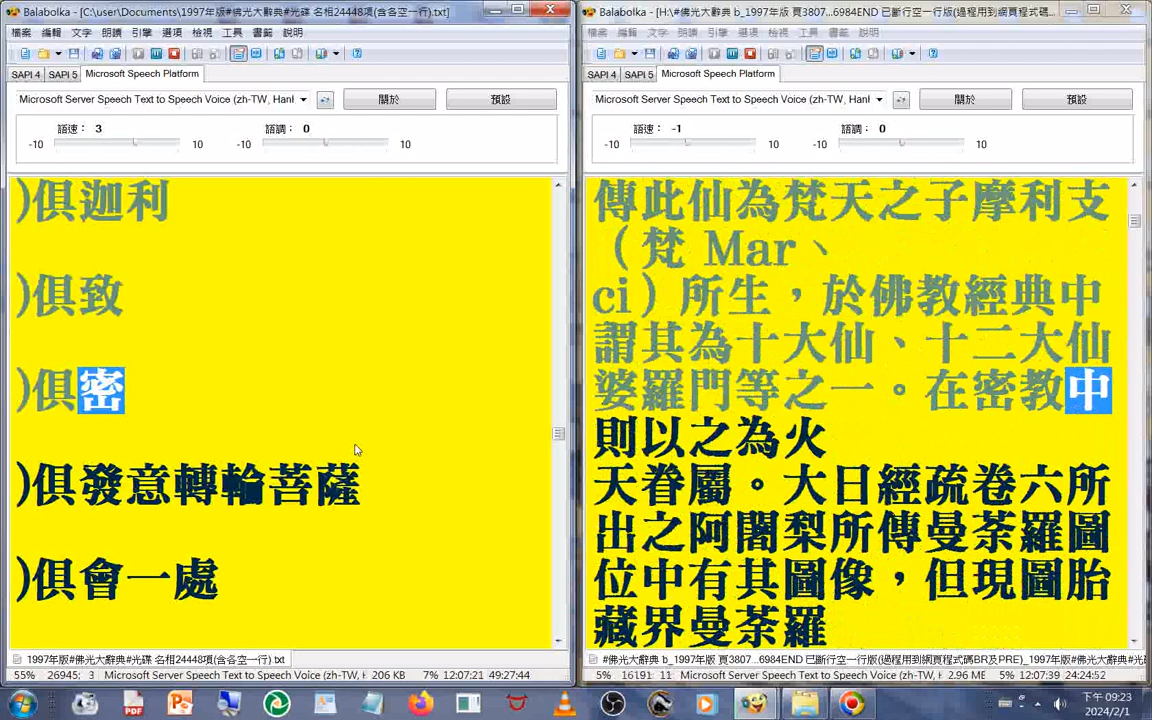 Balabolka - [C:\user\Documents\1997年版#佛光大辭典#光碟 名相24448項(含各空一行).txt]
檔案 編輯 文字 朗讀 引擎 選項 檢視 工具 書籤 說明
SAPI 4 SAPI 5 Microsoft Speech Platform
Microsoft Server Speech Text to Speech Voice (zh-TW, Hanl 關於 預設
語速： 3 語調： 0
-10 10 -10 10
)俱迦利
)俱致
)俱密
)俱發意轉輪菩薩
)俱會一處
1997年版#佛光大辭典#光碟 名相24448項(含各空一行).txt
55% 26281; 3 Microsoft Server Speech Text to Speech Voice (zh-TW, 206 KB 7% 12:07:21 49:27:44
Balabolka - [H:\#佛光大辭典 b_1997年版 頁3807...6984END 已斷行空一行版(過程用到網頁程式碼...
檔案 編輯 文字 朗讀 引擎 選項 檢視 工具 書籤 說明
SAPI 4 SAPI 5 Microsoft Speech Platform
Microsoft Server Speech Text to Speech Voice (zh-TW, Hanl 關於 預設
語速： -1 語調： 0
-10 10 -10 10
傳此仙為梵天之子摩利支
（梵 Mar、
ci）所生，於佛教經典中
謂其為十大仙、十二大仙
婆羅門等之一。在密教中
則以之為火
天眷屬。大日經疏卷六所
出之阿闍梨所傳曼荼羅圖
位中有其圖像，但現圖胎
藏界曼荼羅
#佛光大辭典 b_1997年版 頁3807...6984END 已斷行空一行版(過程用到網頁程式碼BR及PRE)_1997年版#光
5% 16191: 11 Microsoft Server Speech Text to Speech Voice (zh-TW, 2.96 ME 5% 12:07:39 24:24:52
下午 09:23
2024/2/1